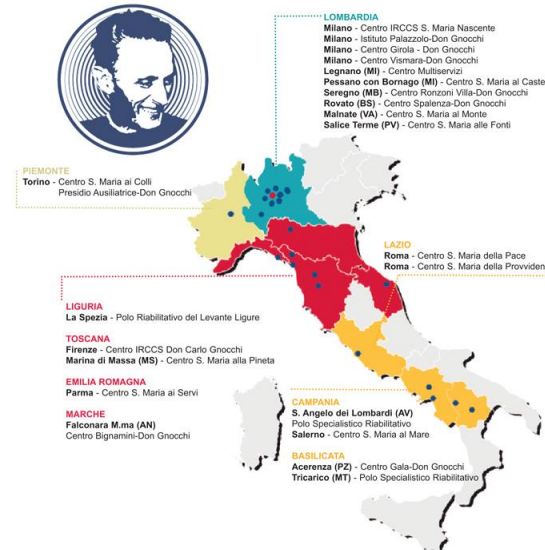 LOMBARDIA
Milano - Centro IRCCS S. Maria Nascente
Milano - Istituto Palazzolo-Don Gnocchi
Milano - Centro Girola - Don Gnocchi
Milano - Centro Vismara-Don Gnocchi
Legnano (MI) - Centro Multiservizi
Pessano con Bornago (MI) - Centro S. Maria al Caste
Seregno (MB) - Centro Ronzoni Villa-Don Gnocchi
Rovato (BS) - Centro Spalenza-Don Gnocchi
Malnate (VA) - Centro S. Maria al Monte
Salice Terme (PV) - Centro S. Maria alle Fonti
PIEMONTE
Torino - Centro S. Maria ai Colli
Presidio Ausiliatrice-Don Gnocchi
LAZIO
Roma - Centro S. Maria della Pace
Roma - Centro S. Maria della Provviden
LIGURIA
La Spezia - Polo Riabilitativo del Levante Ligure
TOSCANA
Firenze - Centro IRCCS Don Carlo Gnocchi
Marina di Massa (MS) - Centro S. Maria alla Pineta
EMILIA ROMAGNA
Parma - Centro S. Maria ai Servi
MARCHE
Falconara M.ma (AN)
Centro Bignamini-Don Gnocchi
CAMPANIA
S. Angelo dei Lombardi (AV)
Polo Specialistico Riabilitativo
Salerno - Centro S. Maria al Mare
BASILICATA
Acerenza (PZ) - Centro Gala-Don Gnocchi
Tricarico (MT) - Polo Specialistico Riabilitativo